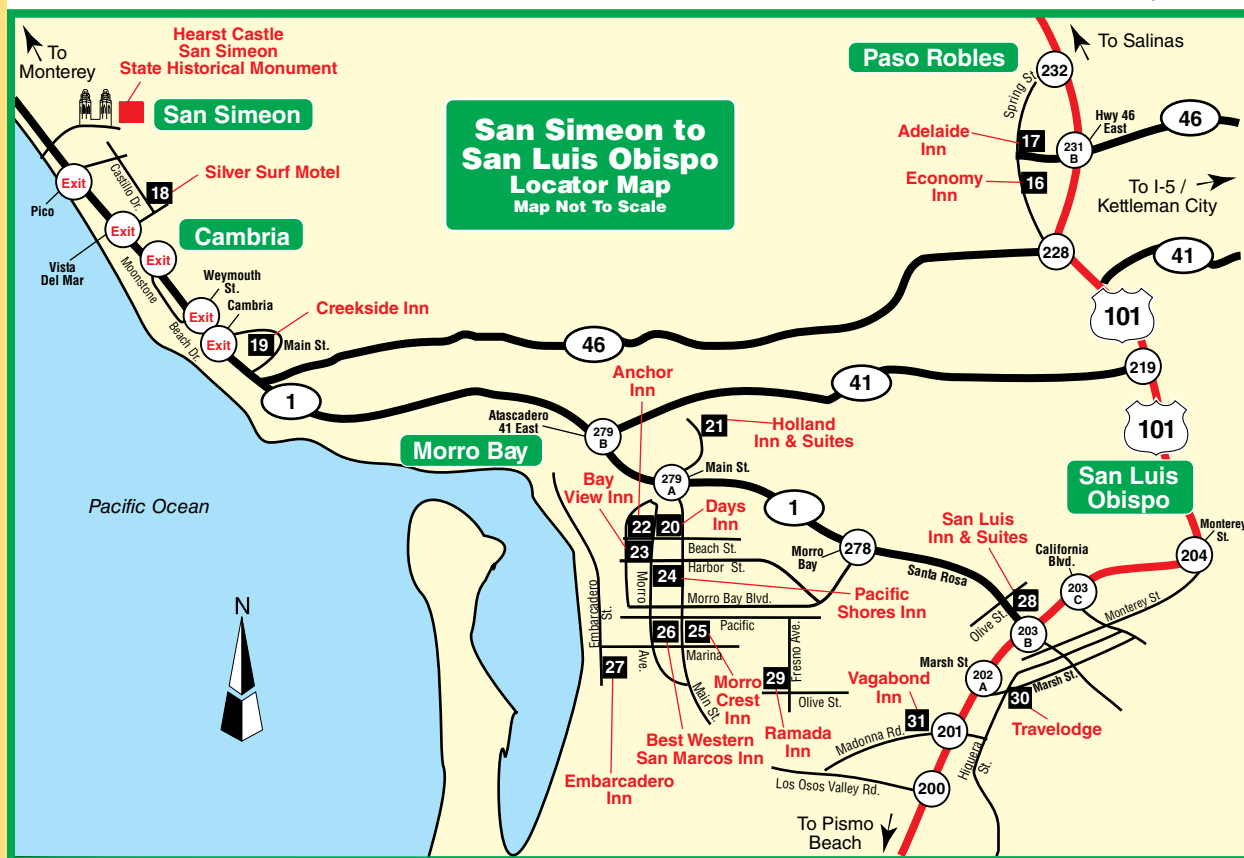 To
Monterey
Hearst Castle
San Simeon
State Historical Monument
San Simeon
Silver Surf Motel
18
Castillo Dr.
Exit
Pico
Exit
Vista
Del Mar
Cambria
Exit
Moonstone
Beach Dr.
Weymouth
St.
Exit
Cambria
Exit
19
Main St.
Creekside Inn
San Simeon to
San Luis Obispo
Locator Map
Map Not To Scale
Paso Robles
To Salinas
232
Spring St.
Adelaide
Inn
17
231
B
Hwy 46
East
46
Economy
Inn
16
To I-5 /
Kettleman City
228
41
101
46
219
41
1
101
Atascadero
41 East
279
B
Anchor
Inn
21
Holland
Inn & Suites
Morro Bay
279
A
Main St.
Bay
View Inn
Days
Inn
1
22
20
23
Beach St.
Harbor St.
24
Morro
Ave.
Morro Bay Blvd.
Morro
Bay
278
Pacific
Shores Inn
Santa Rosa
San Luis
Inn & Suites
San Luis
Obispo
Monterey
St.
204
California
Blvd.
203
C
28
Olive St.
203
B
Monterey St
Pacific Ocean
N
Embarcadero
St.
Pacific
26
25
Marina
27
Main St.
Morro
Crest
Inn
Best Western
San Marcos Inn
Embarcadero
Inn
Fresno Ave.
29
Olive St.
Ramada
Inn
Marsh St
202
A
Marsh St.
30
Travelodge
Vagabond
Inn
31
201
Madonna Rd.
Higuera
St.
Los Osos Valley Rd.
200
To Pismo
Beach